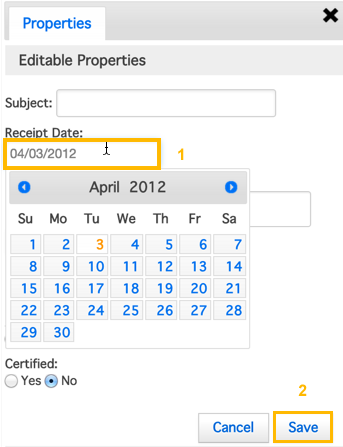 Properties
Editable Properties
Subject:
Receipt Date:
04/03/2012
1
April 2012
Su Mo Tu We Th Fr Sa
1 2 3 4 5 6 7
8 9 10 11 12 13 14
15 16 17 18 19 20 21
22 23 24 25 26 27 28
29 30
Certified:
Yes No
2
Cancel Save